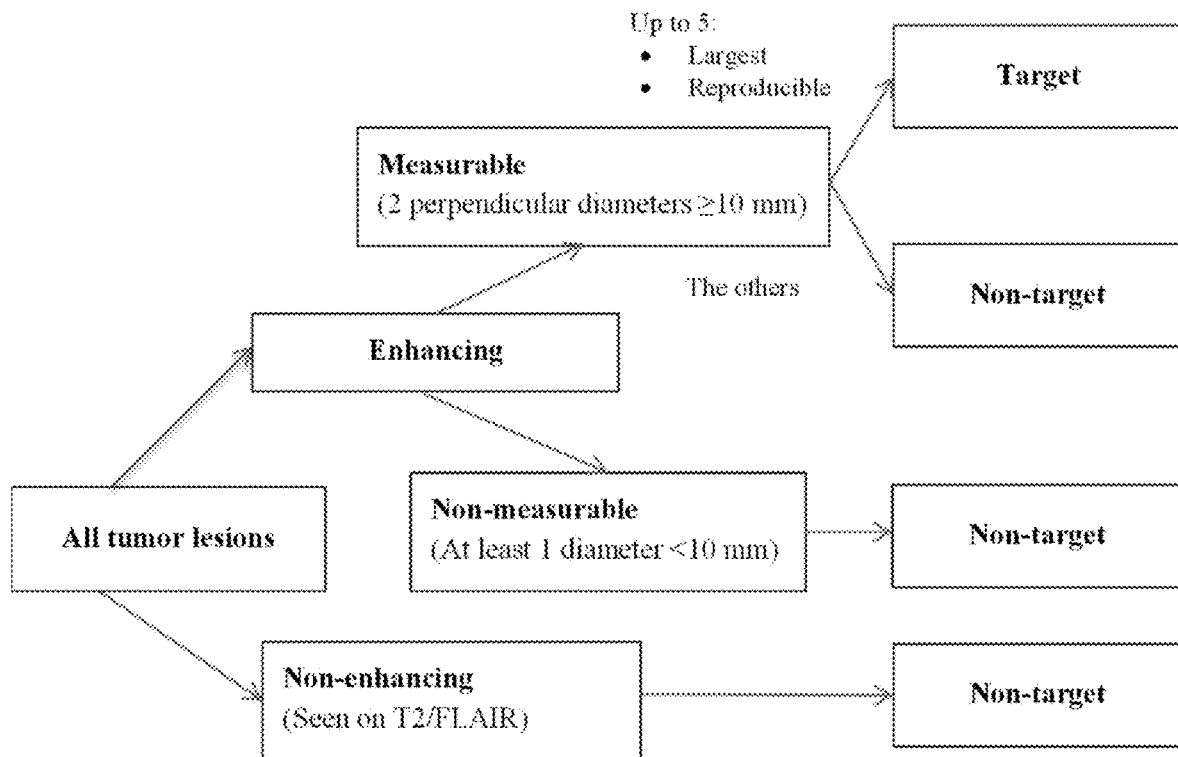 Up to 5:
• Largest
• Reproducible
Target
Measurable
(2 perpendicular diameters ≥10 mm)
The others
Non-target
Enhancing
All tumor lesions
Non-measurable
(At least 1 diameter <10 mm)
Non-target
Non-enhancing
(Seen on T2/FLAIR)
Non-target